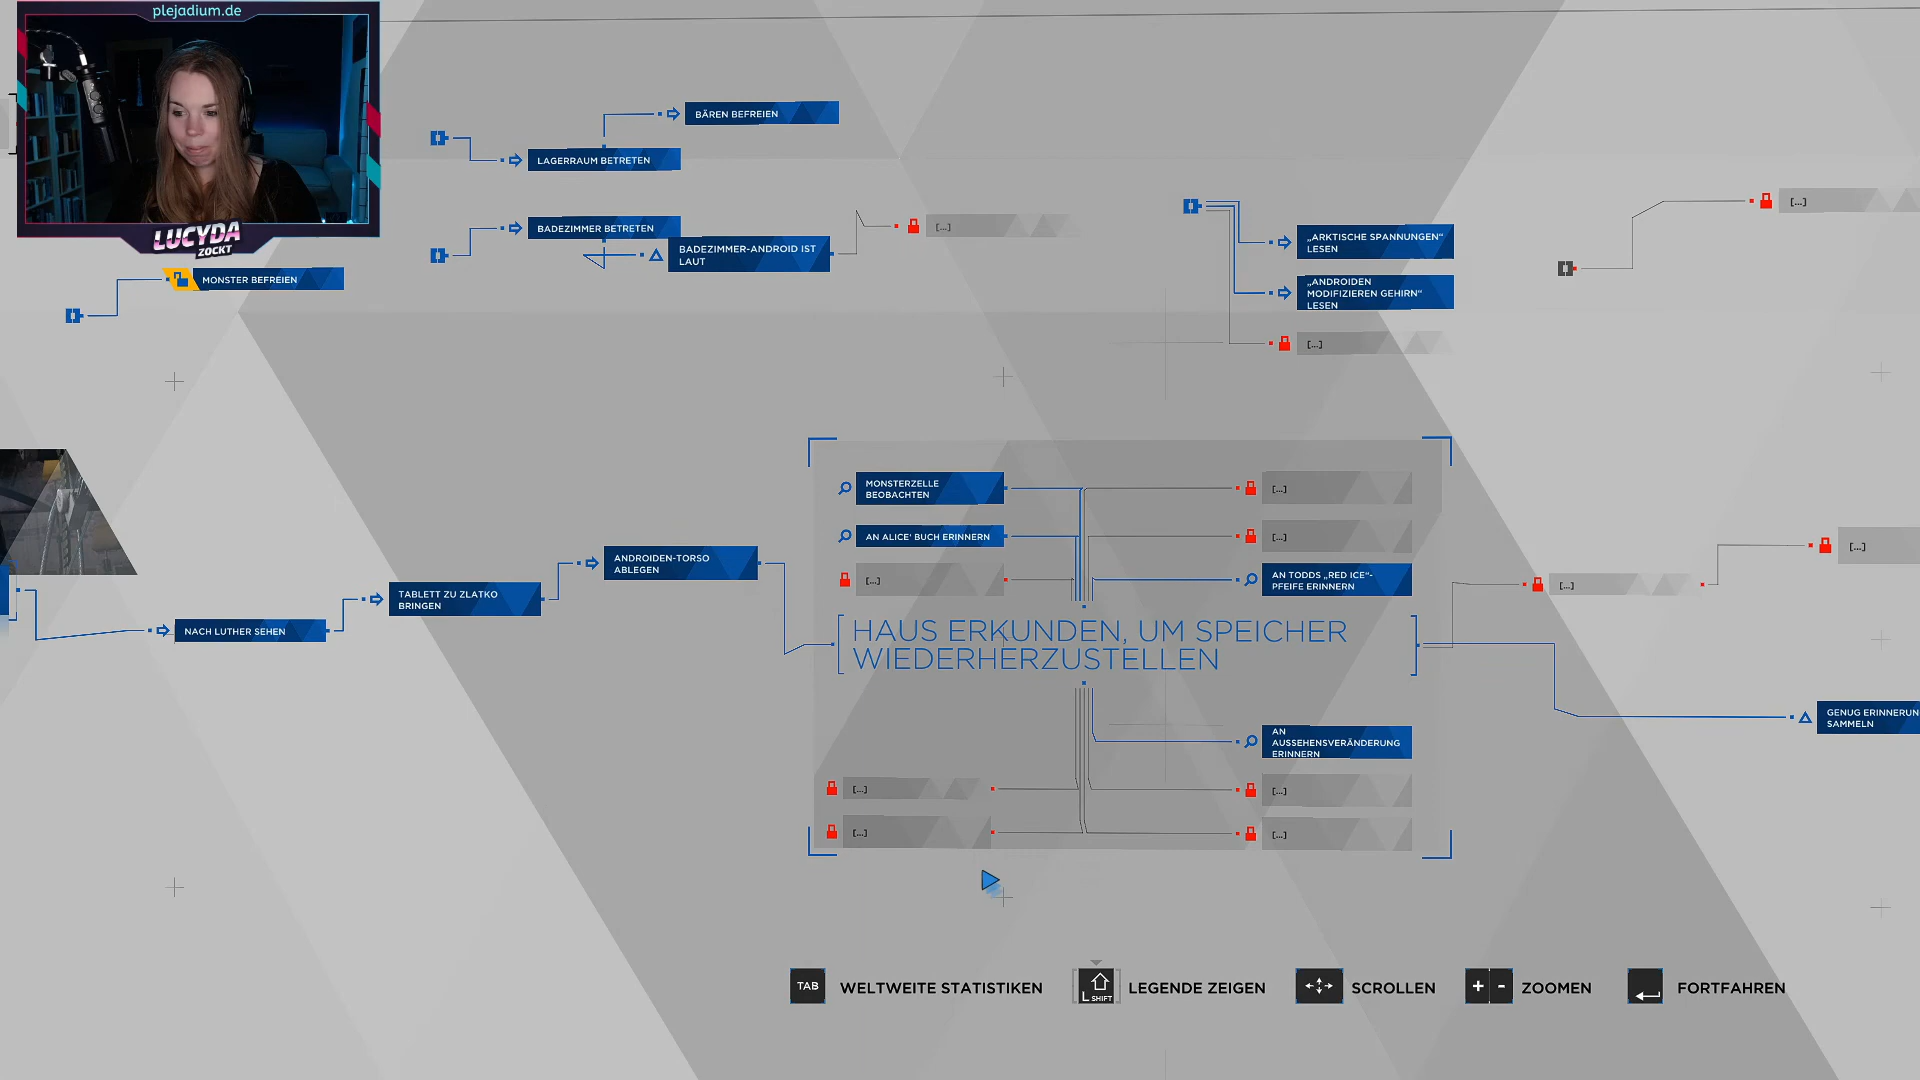 plejadium.de
LUCYDA
ZOCKT
BÄREN BEFREIEN
LAGERRAUM BETRETEN
BADEZIMMER BETRETEN
BADEZIMMER-ANDROID IST
LAUT
[...]
MONSTER BEFREIEN
„ARKTISCHE SPANNUNGEN“
LESEN
„ANDROIDEN
MODIFIZIEREN GEHIRN“
LESEN
[...]
[...]
MONSTERZELLE
BEOBACHTEN
[...]
AN ALICE' BUCH ERINNERN
[...]
[...]
AN TODDS „RED ICE“-
PFEIFE ERINNERN
HAUS ERKUNDEN, UM SPEICHER
WIEDERHERZUSTELLEN
AN
AUSSEHENSVERÄNDERUNG
ERINNERN
[...]
[...]
[...]
[...]
ANDROIDEN-TORSO
ABLEGEN
TABLETT ZU ZLATKO
BRINGEN
NACH LUTHER SEHEN
[...]
[...]
GENUG ERINNERUN
SAMMELN
TAB WELTWEITE STATISTIKEN
L SHIFT LEGENDE ZEIGEN
SCROLLEN
+ - ZOOMEN
FORTFAHREN